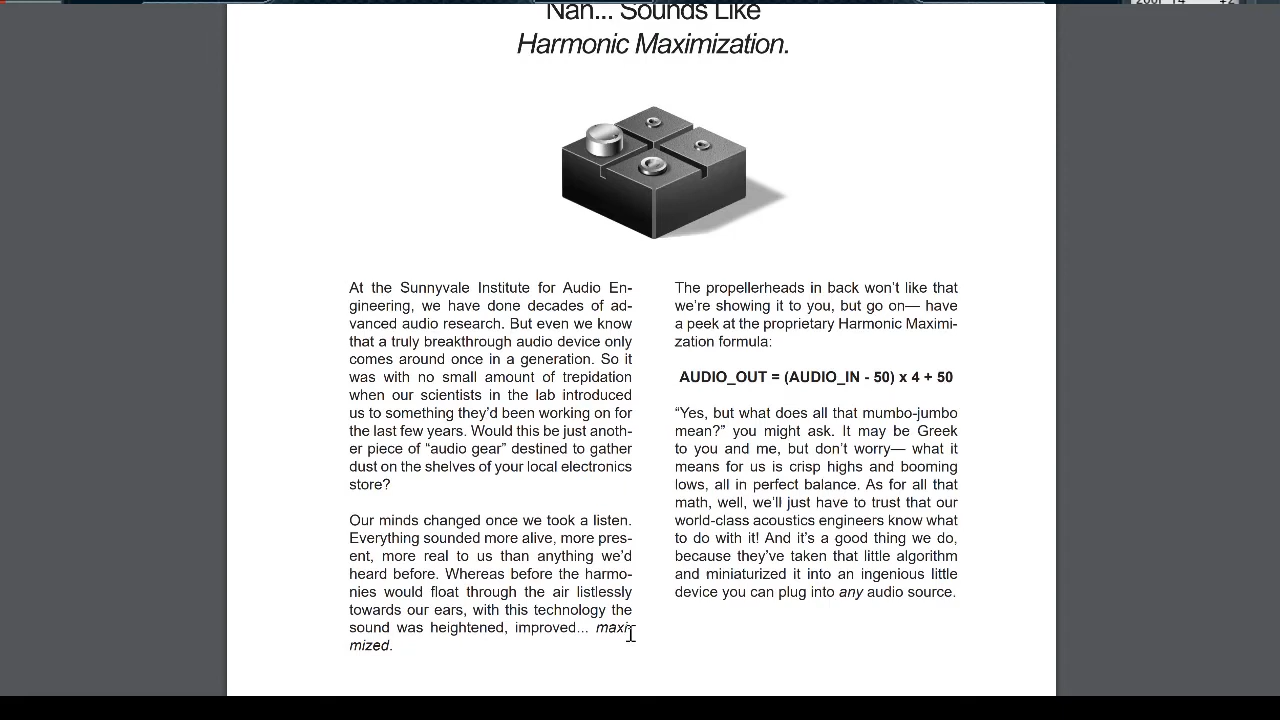 Nah... Sounds Like
Harmonic Maximization.
At the Sunnyvale Institute for Audio En-
gineering, we have done decades of ad-
vanced audio research. But even we know
that a truly breakthrough audio device only
comes around once in a generation. So it
was with no small amount of trepidation
when our scientists in the lab introduced
us to something they'd been working on for
the last few years. Would this be just anoth-
er piece of “audio gear” destined to gather
dust on the shelves of your local electronics
store?
Our minds changed once we took a listen.
Everything sounded more alive, more pres-
ent, more real to us than anything we'd
heard before. Whereas before the harmo-
nies would float through the air listlessly
towards our ears, with this technology the
sound was heightened, improved... maxi-
mized.
The propellerheads in back won't like that
we're showing it to you, but go on— have
a peek at the proprietary Harmonic Maximi-
zation formula:
AUDIO_OUT = (AUDIO_IN - 50) x 4 + 50
“Yes, but what does all that mumbo-jumbo
mean?” you might ask. It may be Greek
to you and me, but don't worry— what it
means for us is crisp highs and booming
lows, all in perfect balance. As for all that
math, well, we'll just have to trust that our
world-class acoustics engineers know what
to do with it! And it's a good thing we do,
because they've taken that little algorithm
and miniaturized it into an ingenious little
device you can plug into any audio source.